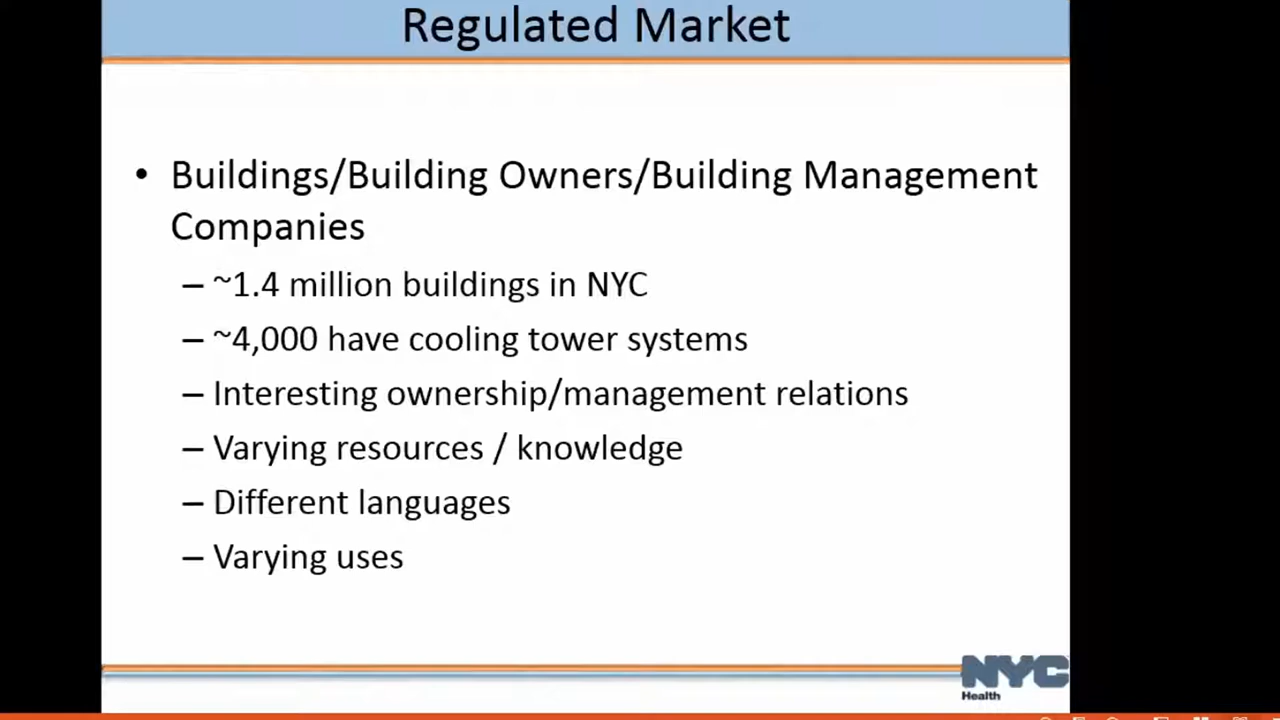 Regulated Market
• Buildings/Building Owners/Building Management
Companies
– ~1.4 million buildings in NYC
– ~4,000 have cooling tower systems
– Interesting ownership/management relations
– Varying resources / knowledge
– Different languages
– Varying uses
NYC
Health